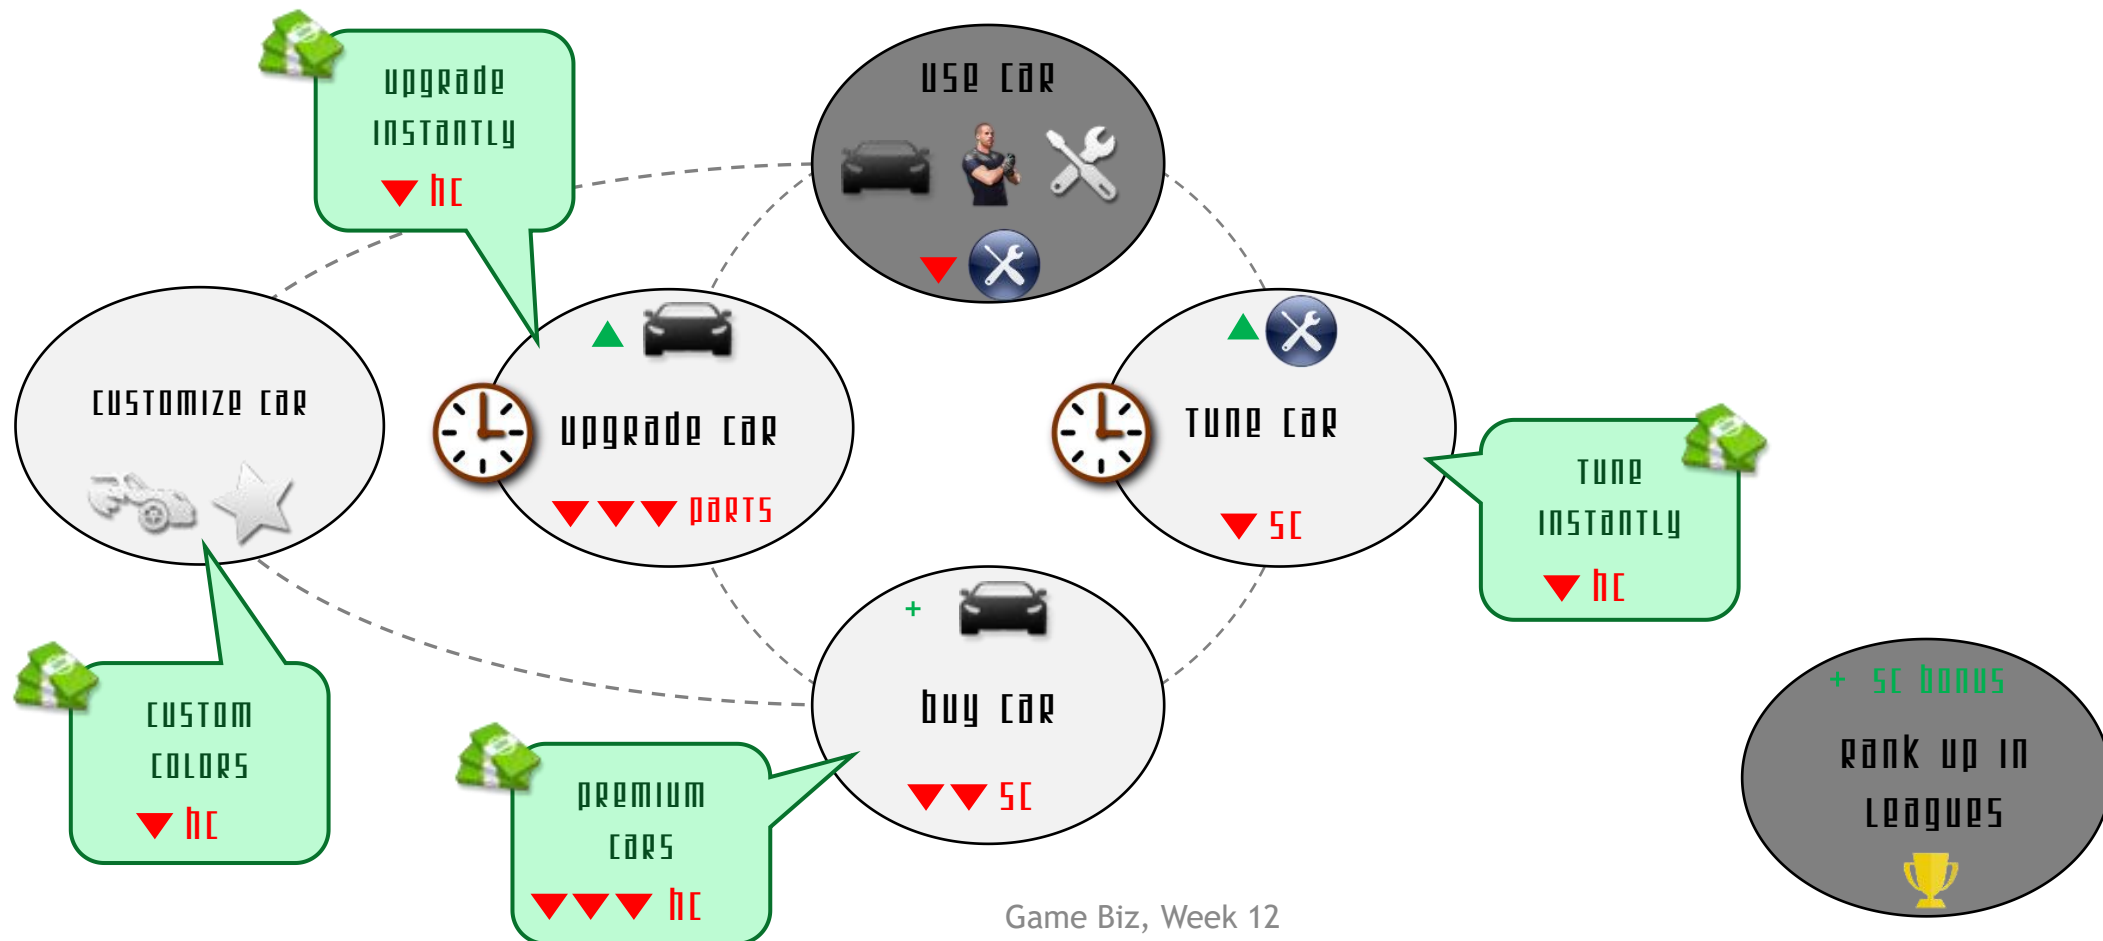 upgrade
instantly
HC
use car
customize car
upgrade car
parts
tune car
SC
tune
instantly
HC
+
buy car
SC
custom
colors
HC
premium
cars
HC
+ SC bonus
rank up in
leagues
Game Biz, Week 12